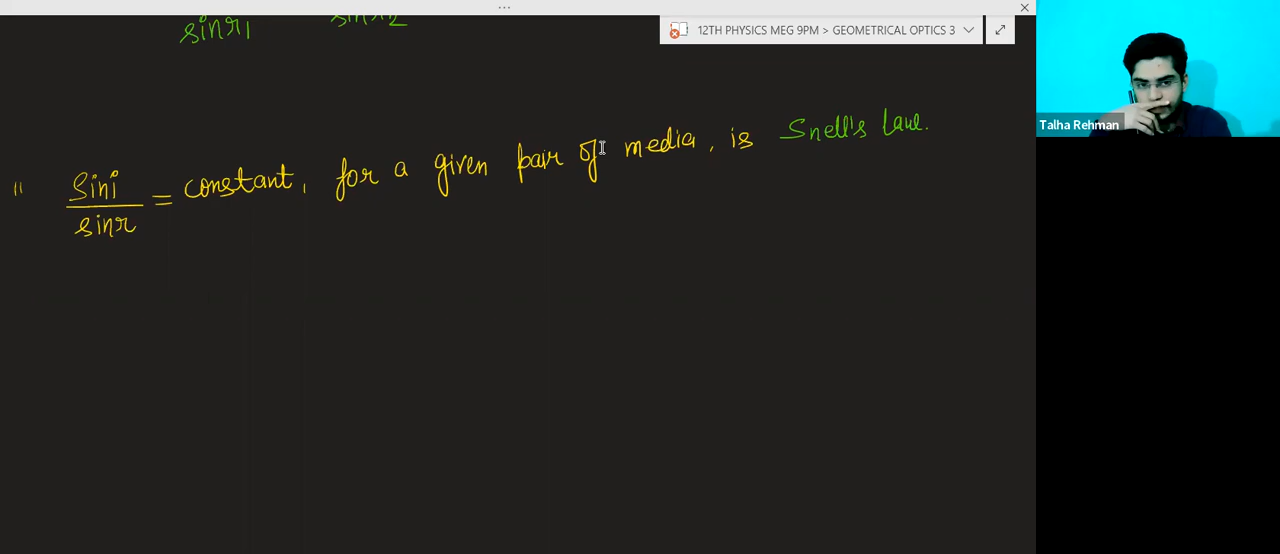 sinr1 sinr2
12TH PHYSICS MEG 9PM > GEOMETRICAL OPTICS 3
Talha Rehman
" sini/sinr = constant, for a given pair of media, is Snell's law.